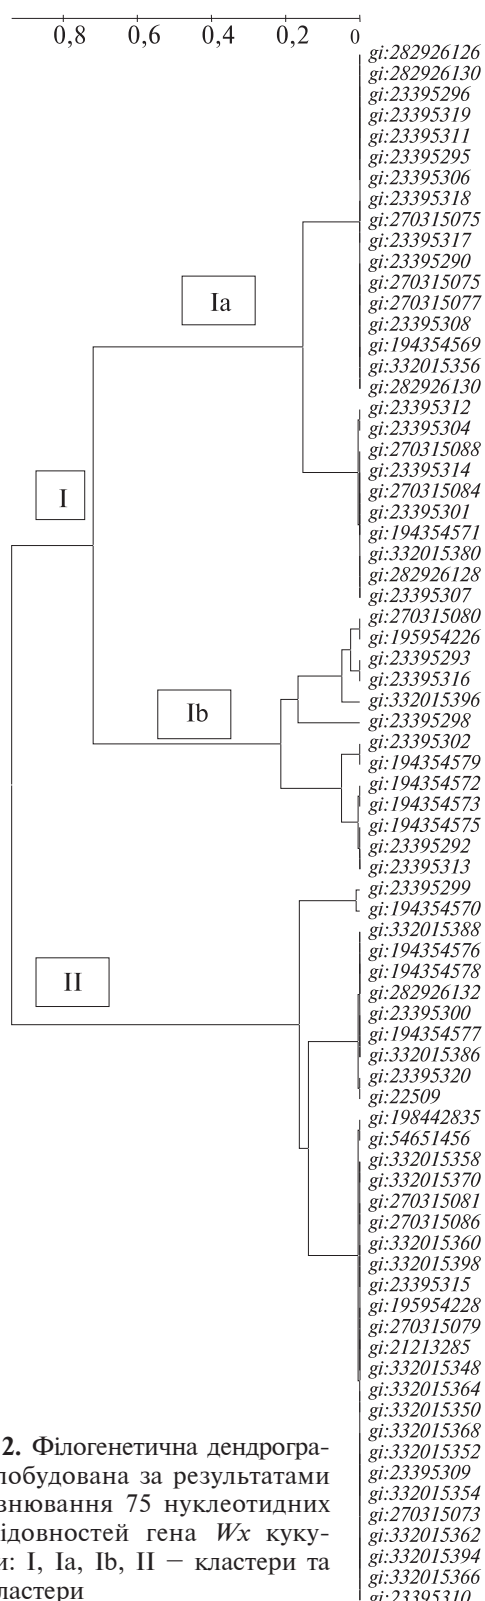 0,8 0,6 0,4 0,2 0
gi:282926126
gi:282926130
gi:23395296
gi:23395319
gi:23395311
gi:23395295
gi:23395306
gi:23395318
gi:270315075
gi:23395317
gi:23395290
gi:270315075
gi:270315077
gi:23395308
gi:194354569
gi:332015356
gi:282926130
gi:23395312
gi:23395304
gi:270315088
gi:23395314
gi:270315084
gi:23395301
gi:194354571
gi:332015380
gi:282926128
gi:23395307
gi:270315080
gi:195954226
gi:23395293
gi:23395316
gi:332015396
gi:23395298
gi:23395302
gi:194354579
gi:194354572
gi:194354573
gi:194354575
gi:23395292
gi:23395313
gi:23395299
gi:194354570
gi:332015388
gi:194354576
gi:194354578
gi:282926132
gi:23395300
gi:194354577
gi:332015386
gi:23395320
gi:22509
gi:198442835
gi:54651456
gi:332015358
gi:332015370
gi:270315081
gi:270315086
gi:332015360
gi:332015398
gi:23395315
gi:195954228
gi:270315079
gi:21213285
gi:332015348
gi:332015364
gi:332015350
gi:332015368
gi:332015352
gi:23395309
gi:332015354
gi:270315073
gi:332015362
gi:332015394
gi:332015366
gi:23395310
Ia
I
Ib
II
2. Філогенетична дендрогра-
побудована за результатами
внювання 75 нуклеотидних
ідовностей гена Wx куку-
и: I, Ia, Ib, II – кластери та
ластери